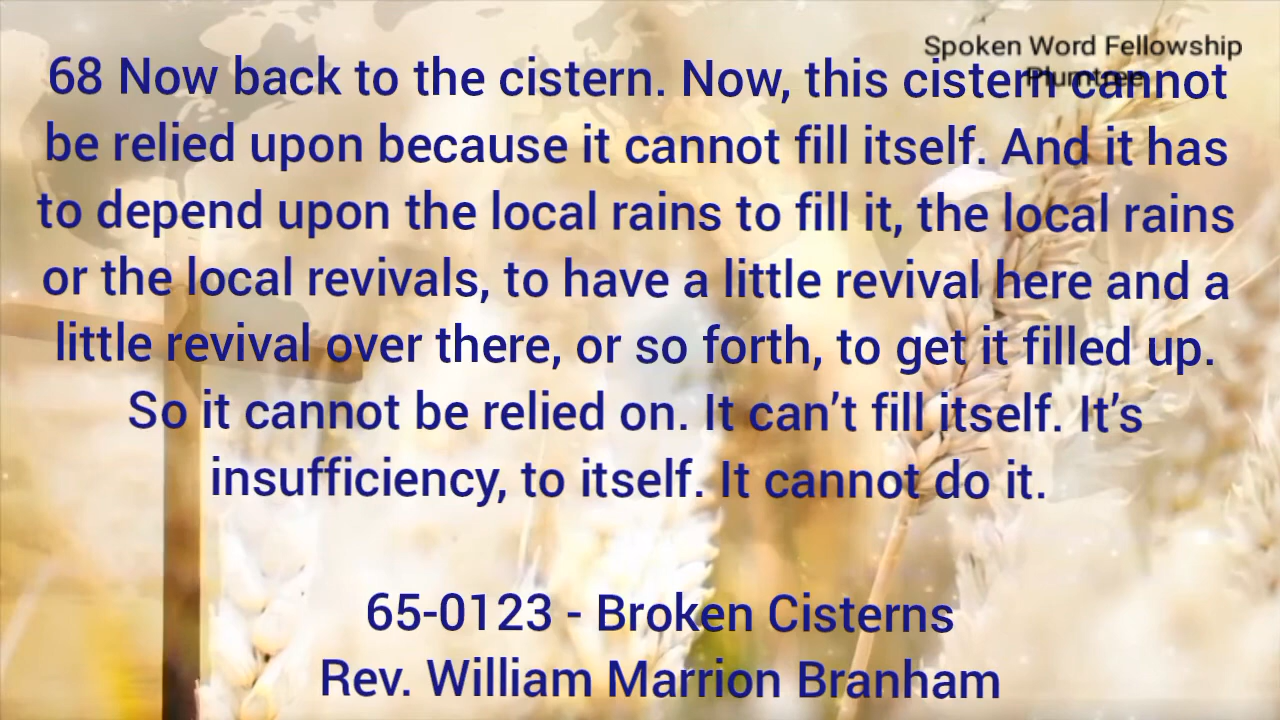 Spoken Word Fellowship
Plumtree
68 Now back to the cistern. Now, this cistern cannot
be relied upon because it cannot fill itself. And it has
to depend upon the local rains to fill it, the local rains
or the local revivals, to have a little revival here and a
little revival over there, or so forth, to get it filled up.
So it cannot be relied on. It can’t fill itself. It’s
insufficiency, to itself. It cannot do it.
65-0123 - Broken Cisterns
Rev. William Marrion Branham